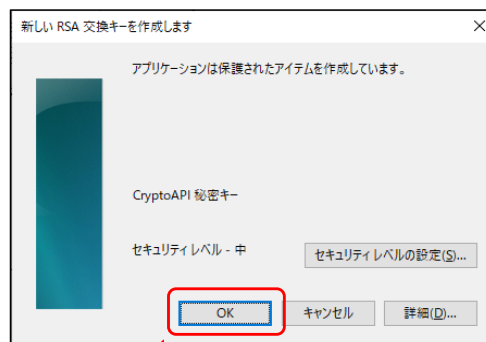 新しい RSA 交換キーを作成します
アプリケーションは保護されたアイテムを作成しています。
CryptoAPI 秘密キー
セキュリティ レベル - 中
セキュリティ レベルの設定(S)...
OK
キャンセル
詳細(D)...